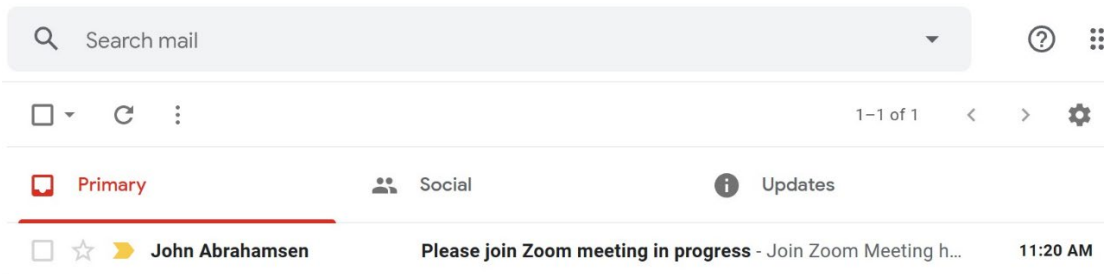 Search mail
1–1 of 1
Primary Social Updates
John Abrahamsen Please join Zoom meeting in progress - Join Zoom Meeting h... 11:20 AM